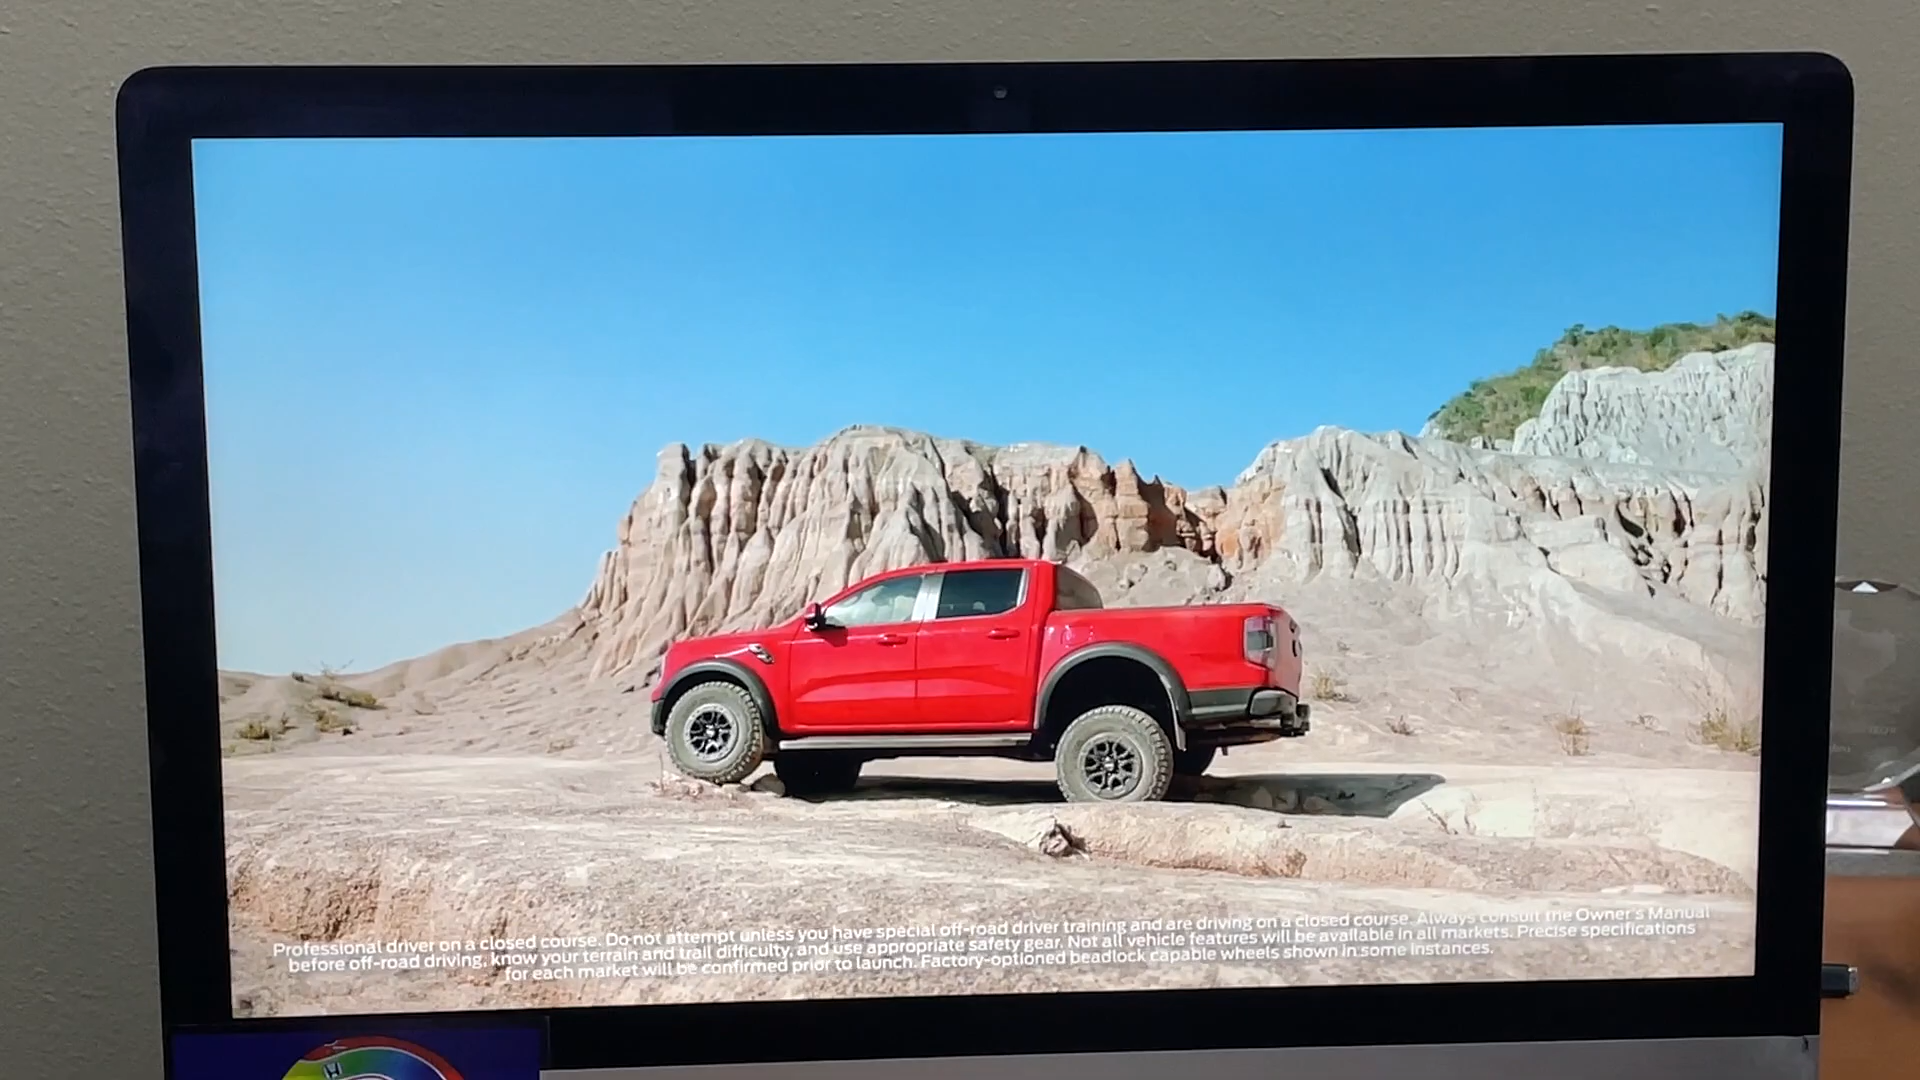 Professional driver on a closed course. Do not attempt unless you have special off-road driver training and are driving on a closed course. Always consult the Owner's Manual
before off-road driving, know your terrain and trail difficulty, and use appropriate safety gear. Not all vehicle features will be available in all markets. Precise specifications
for each market will be confirmed prior to launch. Factory-optioned beadlock capable wheels shown in some instances.